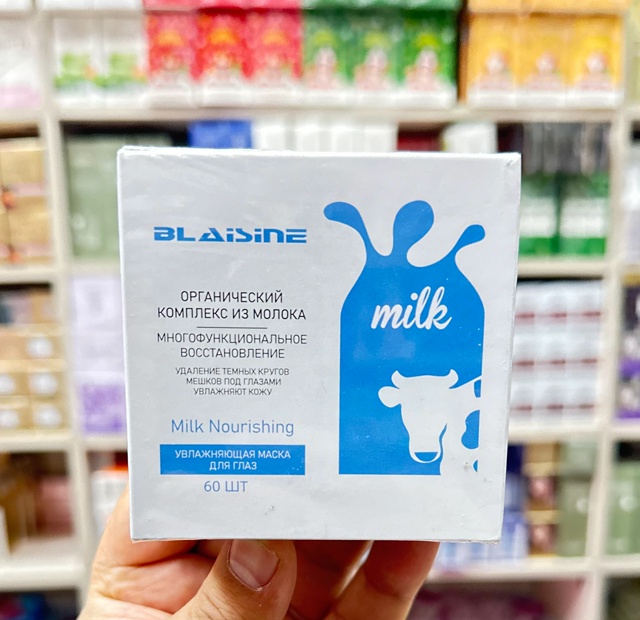 BLAISINE
ОРГАНИЧЕСКИЙ
КОМПЛЕКС ИЗ МОЛОКА
МНОГОФУНКЦИОНАЛЬНОЕ
ВОССТАНОВЛЕНИЕ
УДАЛЕНИЕ ТЕМНЫХ КРУГОВ
МЕШКОВ ПОД ГЛАЗАМИ
УВЛАЖНЯЮТ КОЖУ
Milk Nourishing
УВЛАЖНЯЮЩАЯ МАСКА
ДЛЯ ГЛАЗ
60 ШТ
milk